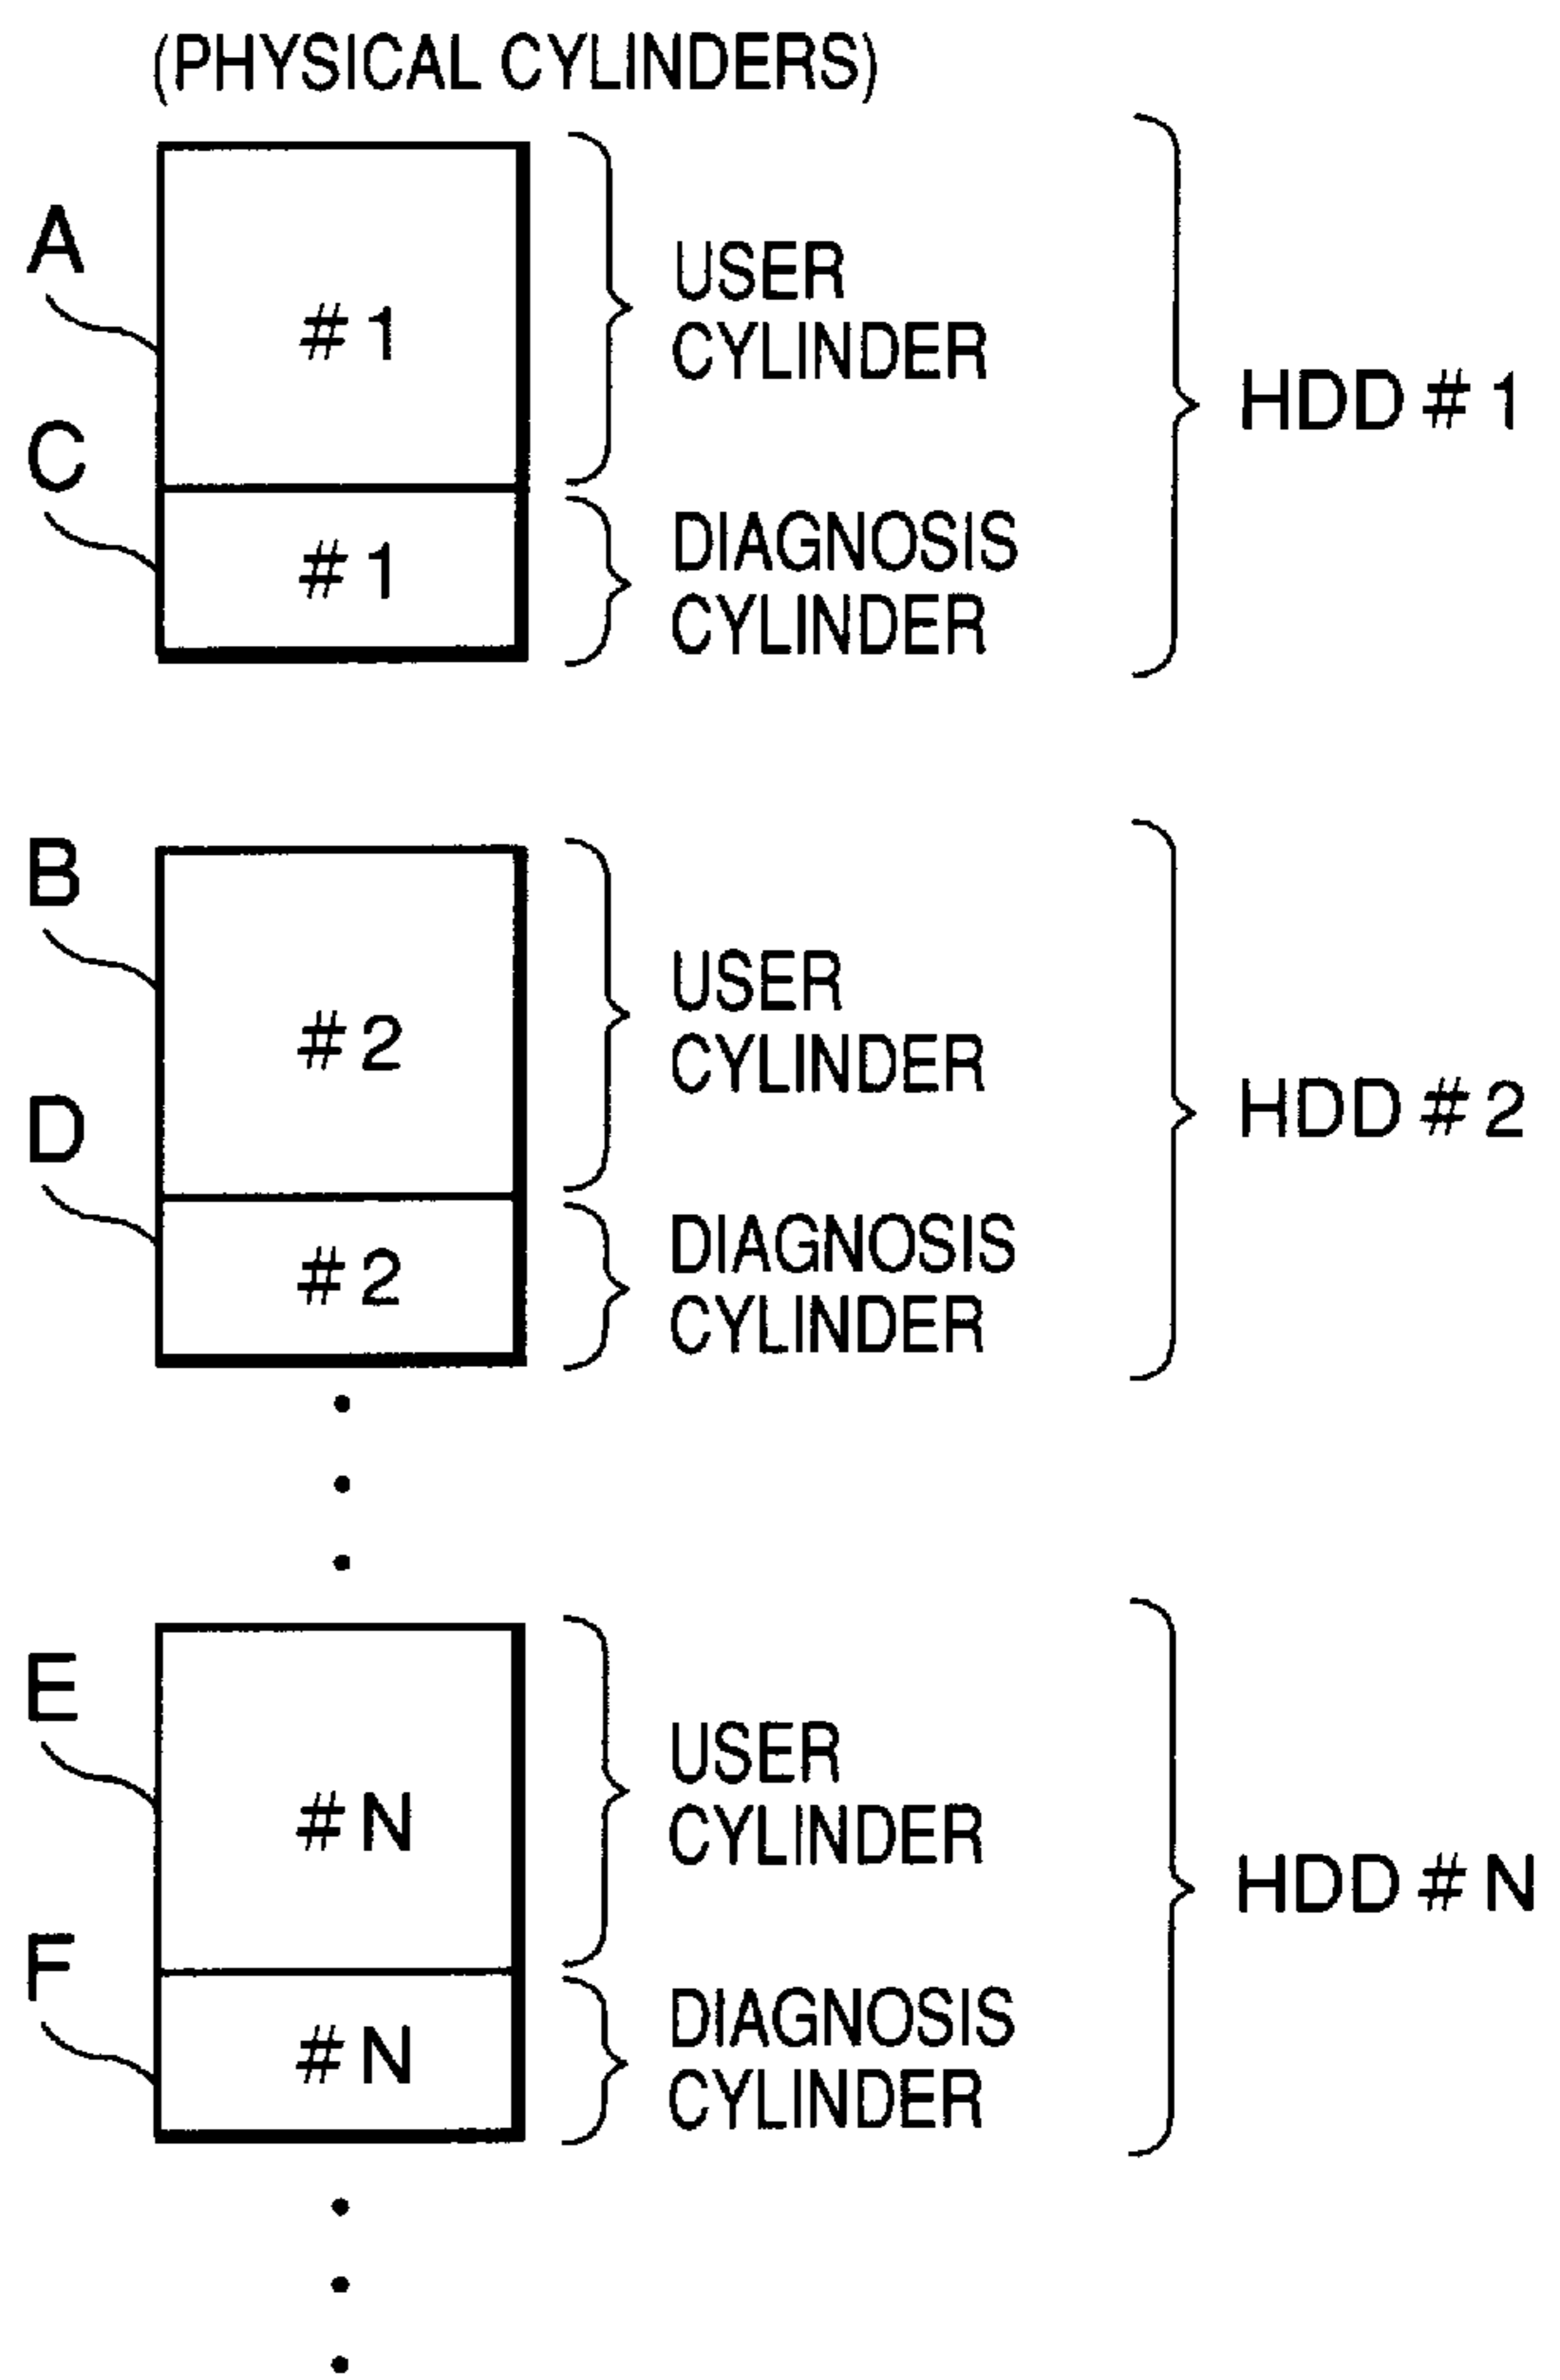 (PHYSICAL CYLINDERS)
A
#1
USER
CYLINDER
HDD#1
C
#1
DIAGNOSIS
CYLINDER
B
#2
USER
CYLINDER
HDD#2
D
#2
DIAGNOSIS
CYLINDER
E
#N
USER
CYLINDER
HDD#N
F
#N
DIAGNOSIS
CYLINDER